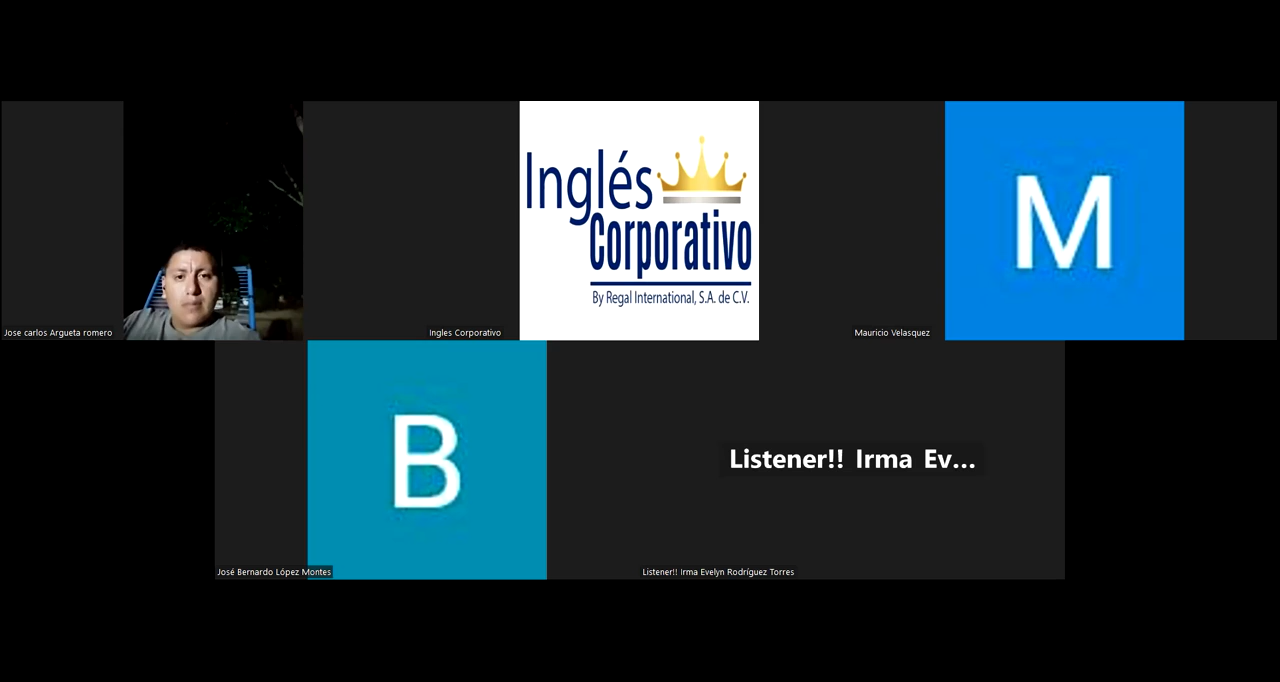 Inglés
Corporativo
By Regal International, S.A. de C.V.
M
Jose carlos Argueta romero
Ingles Corporativo
Mauricio Velasquez
B
Listener!! Irma Ev...
José Bernardo López Montes
Listener!! Irma Evelyn Rodríguez Torres